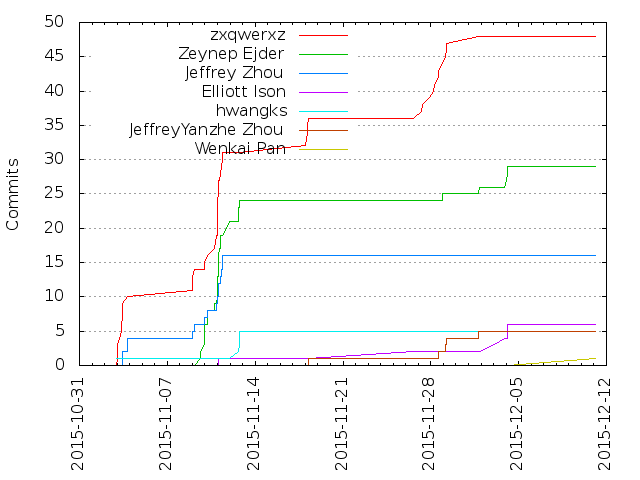 50
45
40
35
30
25
20
15
10
5
0
Commits
zxqwerxz
Zeynep Ejder
Jeffrey Zhou
Elliott Ison
hwangks
JeffreyYanzhe Zhou
Wenkai Pan
2015-10-31
2015-11-07
2015-11-14
2015-11-21
2015-11-28
2015-12-05
2015-12-12